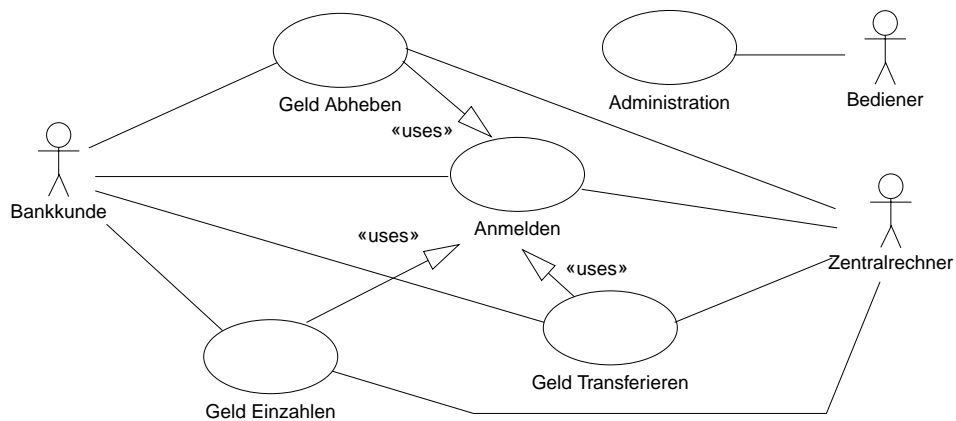 Geld Abheben
Administration
Bediener
«uses»
Bankkunde
Anmelden
«uses»
«uses»
Zentralrechner
Geld Transferieren
Geld Einzahlen